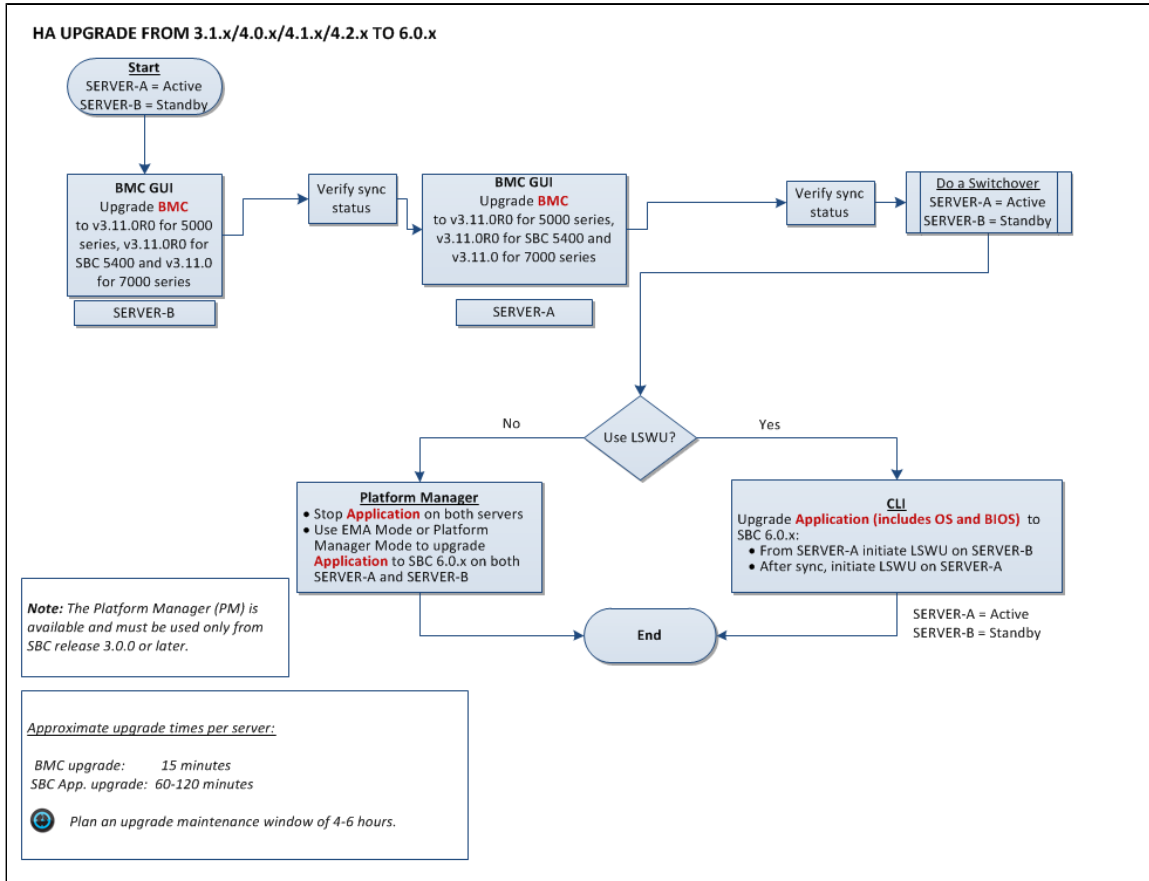 HA UPGRADE FROM 3.1.x/4.0.x/4.1.x/4.2.x TO 6.0.x
Start
SERVER-A = Active
SERVER-B = Standby
BMC GUI
Upgrade BMC
to v3.11.0R0 for 5000
series, v3.11.0R0 for
SBC 5400 and v3.11.0
for 7000 series
SERVER-B
Verify sync
status
BMC GUI
Upgrade BMC
to v3.11.0R0 for 5000 series,
v3.11.0R0 for SBC 5400 and
v3.11.0 for 7000 series
SERVER-A
Verify sync
status
Do a Switchover
SERVER-A = Active
SERVER-B = Standby
Use LSWU?
No
Yes
Platform Manager
• Stop Application on both servers
• Use EMA Mode or Platform
Manager Mode to upgrade
Application to SBC 6.0.x on both
SERVER-A and SERVER-B
CLI
Upgrade Application (includes OS and BIOS) to
SBC 6.0.x:
• From SERVER-A initiate LSWU on SERVER-B
• After sync, initiate LSWU on SERVER-A
SERVER-A = Active
SERVER-B = Standby
End
Note: The Platform Manager (PM) is
available and must be used only from
SBC release 3.0.0 or later.
Approximate upgrade times per server:
BMC upgrade: 15 minutes
SBC App. upgrade: 60-120 minutes
Plan an upgrade maintenance window of 4-6 hours.